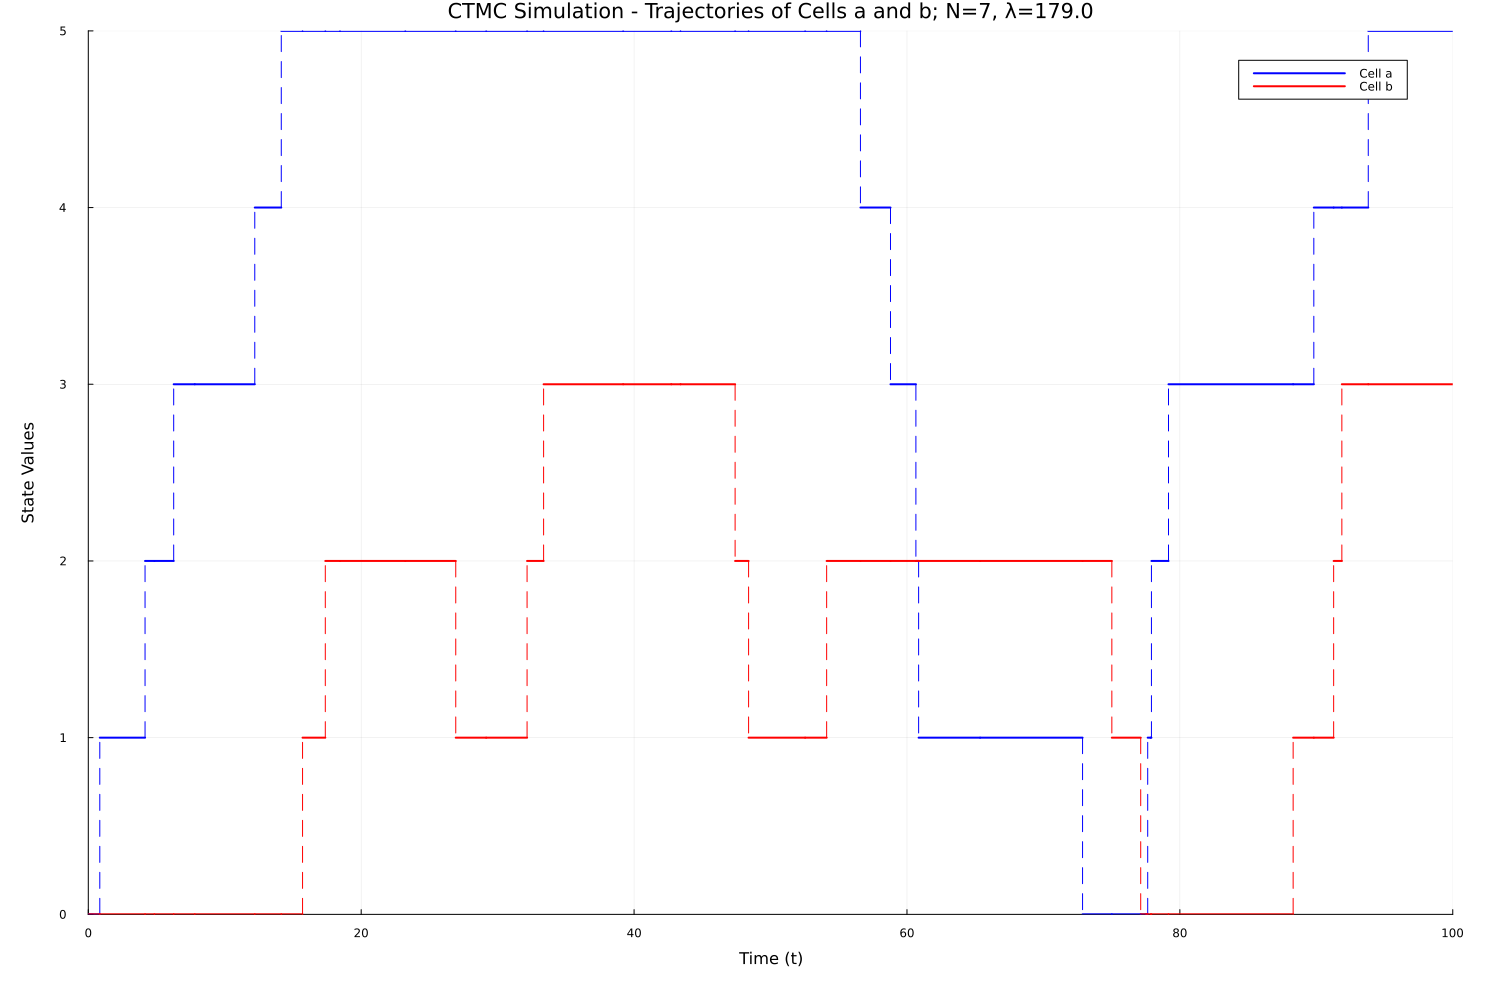 CTMC Simulation - Trajectories of Cells a and b; N=7, λ=179.0
5
Cell a
Cell b
4
3
State Values
2
1
0
0 20 40 60 80 100
Time (t)